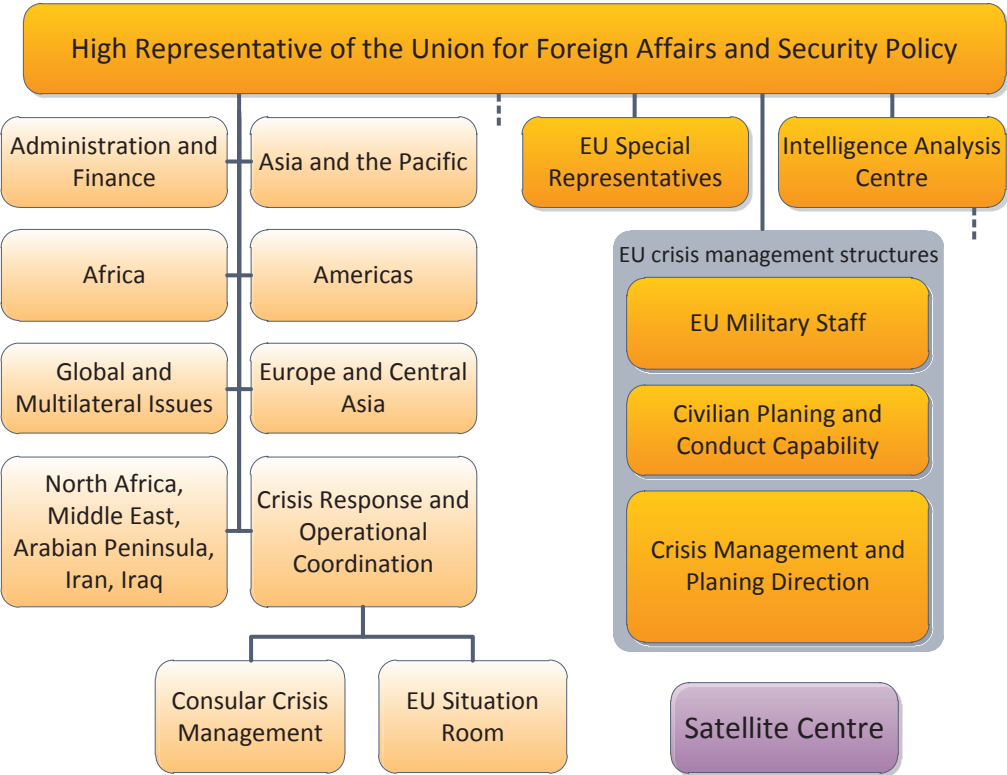 High Representative of the Union for Foreign Affairs and Security Policy
Administration and
Finance
Asia and the Pacific
EU Special
Representatives
Intelligence Analysis
Centre
Africa
Americas
EU crisis management structures
EU Military Staff
Global and
Multilateral Issues
Europe and Central
Asia
Civilian Planing and
Conduct Capability
North Africa,
Middle East,
Arabian Peninsula,
Iran, Iraq
Crisis Response and
Operational
Coordination
Crisis Management and
Planing Direction
Consular Crisis
Management
EU Situation
Room
Satellite Centre